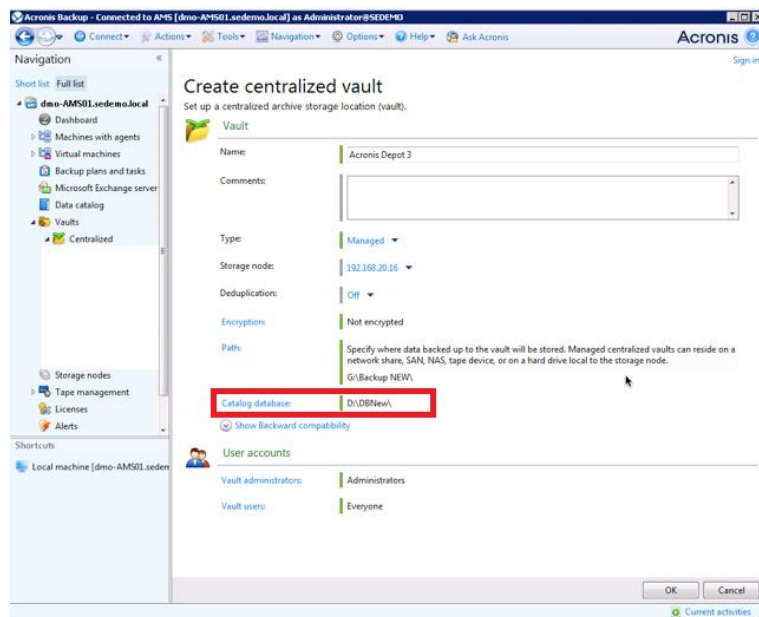 Acronis Backup - Connected to AMS [dmo-AMS01.sedemo.local] as Administrator@SEDEMO
Connect Actions Tools Navigation Options Help Ask Acronis
Acronis
Navigation
Short list Full list
dmo-AMS01.sedemo.local
Dashboard
Machines with agents
Virtual machines
Backup plans and tasks
Microsoft Exchange server
Data catalog
Vaults
Centralized
Storage nodes
Tape management
Licenses
Alerts
Shortcuts
Local machine [dmo-AMS01.sedem
Sign in
Create centralized vault
Set up a centralized archive storage location (vault).
Vault
Name: Acronis Depot 3
Comments:
Type: Managed
Storage node: 192.168.20.16
Deduplication: Off
Encryption: Not encrypted
Path: Specify where data backed up to the vault will be stored. Managed centralized vaults can reside on a
network share, SAN, NAS, tape device, or on a hard drive local to the storage node.
G:\Backup NEW\
Catalog database: D:\DBNew\
Show Backward compatibility
User accounts
Vault administrators: Administrators
Vault users: Everyone
OK Cancel
Current activities